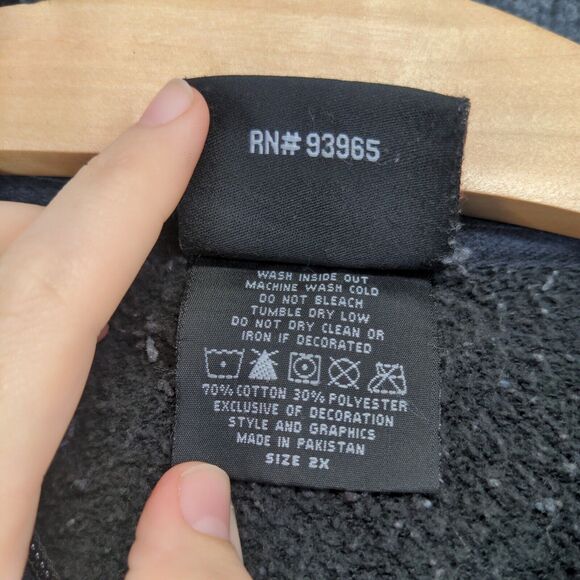 RN# 93965
WASH INSIDE OUT
MACHINE WASH COLD
DO NOT BLEACH
TUMBLE DRY LOW
DO NOT DRY CLEAN OR
IRON IF DECORATED
70% COTTON 30% POLYESTER
EXCLUSIVE OF DECORATION
STYLE AND GRAPHICS
MADE IN PAKISTAN
SIZE 2X